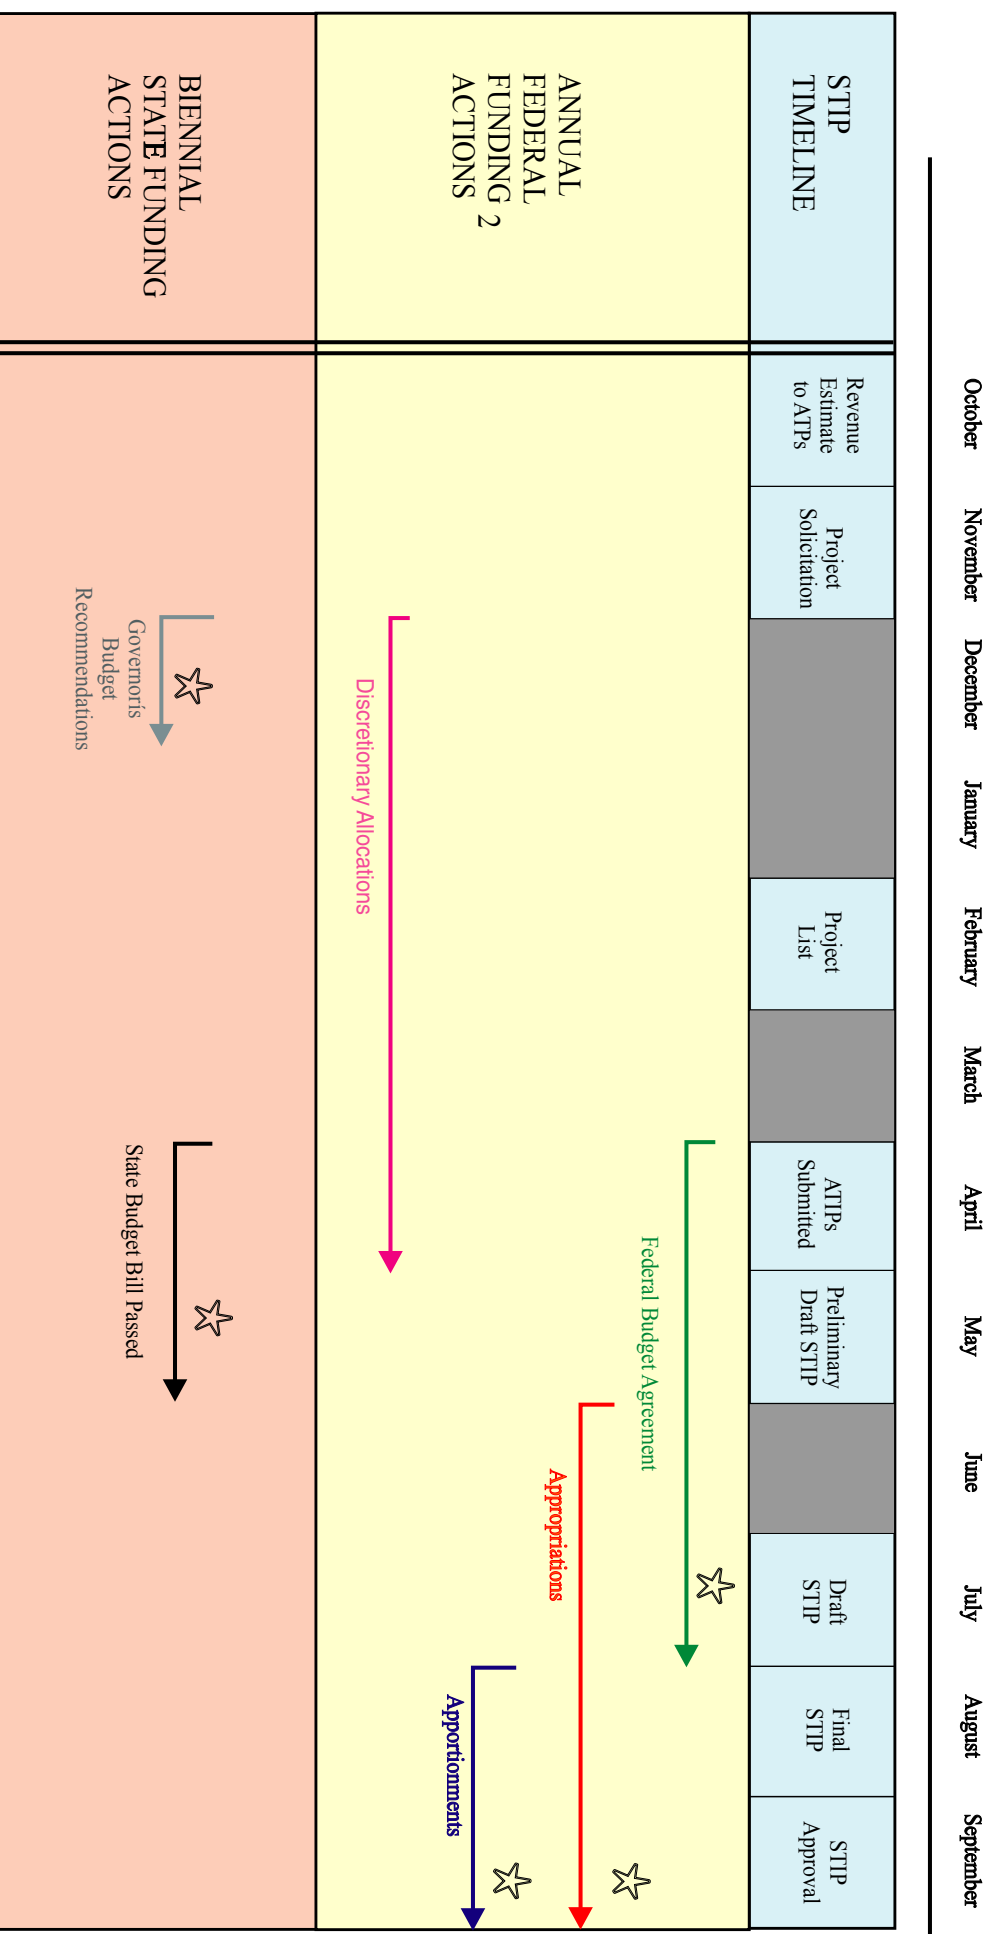 October
November
December
January
February
March
April
May
June
July
August
September
STIP
TIMELINE
Revenue
Estimate
to ATPs
Project
Solicitation
Project
List
ATIPs
Submitted
Preliminary
Draft STIP
Draft
STIP
Final
STIP
STIP
Approval
ANNUAL
FEDERAL
FUNDING 2
ACTIONS
Federal Budget Agreement
Appropriations
Apportionments
Discretionary Allocations
BIENNIAL
STATE FUNDING
ACTIONS
Governorís
Budget
Recommendations
State Budget Bill Passed